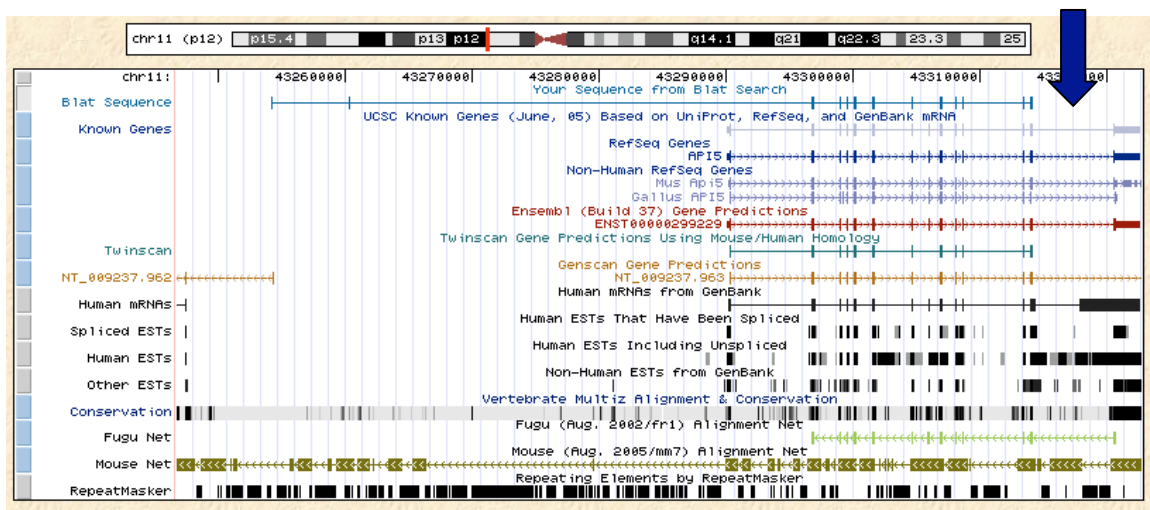 chr11 (p12) p15.4 p13 p12 q14.1 q21 q22.3 23.3 25
chr11: 43260000 43270000 43280000 43290000 43300000 43310000
Your Sequence from Blat Search
Blat Sequence
UCSC Known Genes (June, 05) Based on UniProt, RefSeq, and GenBank mRNA
Known Genes
RefSeq Genes
API5
Non-Human RefSeq Genes
Mus Api5
Gallus API5
Ensembl (Build 37) Gene Predictions
ENST00000299229
Twinscan Gene Predictions Using Mouse/Human Homology
Twinscan
Genscan Gene Predictions
NT_009237.962 NT_009237.963
Human mRNAs from GenBank
Human mRNAs
Human ESTs That Have Been Spliced
Spliced ESTs
Human ESTs Including Unspliced
Human ESTs
Non-Human ESTs from GenBank
Other ESTs
Vertebrate Multiz Alignment & Conservation
Conservation
Fugu (Aug. 2002/fr1) Alignment Net
Fugu Net
Mouse (Aug. 2005/mm7) Alignment Net
Mouse Net
Repeating Elements by RepeatMasker
RepeatMasker